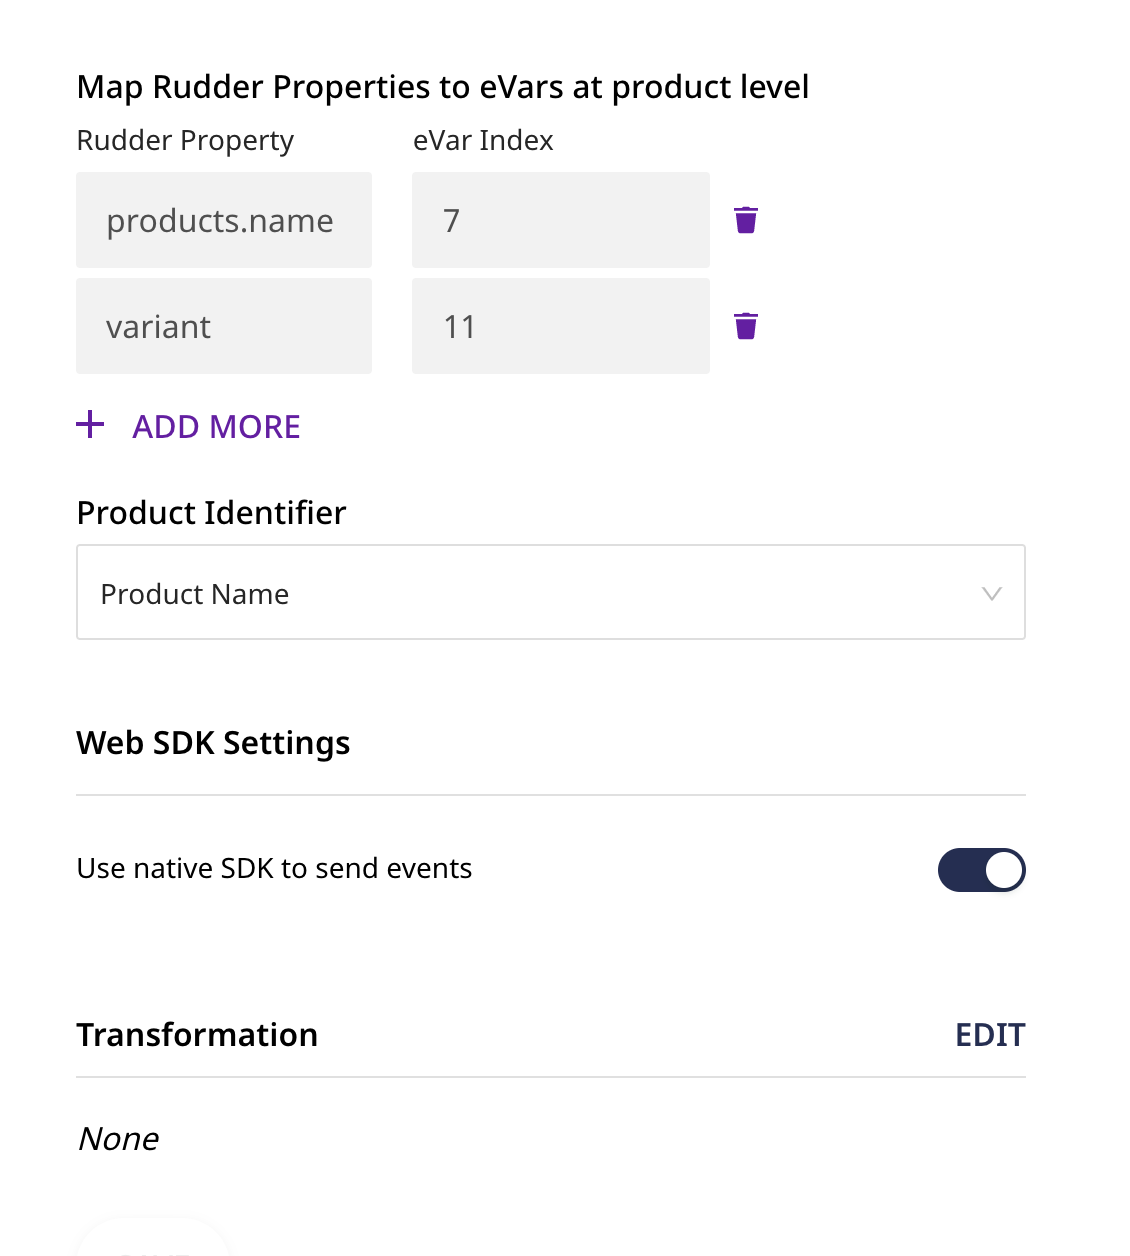 Map Rudder Properties to eVars at product level
Rudder Property eVar Index
products.name 7
variant 11
ADD MORE
Product Identifier
Product Name
Web SDK Settings
Use native SDK to send events
Transformation EDIT
None